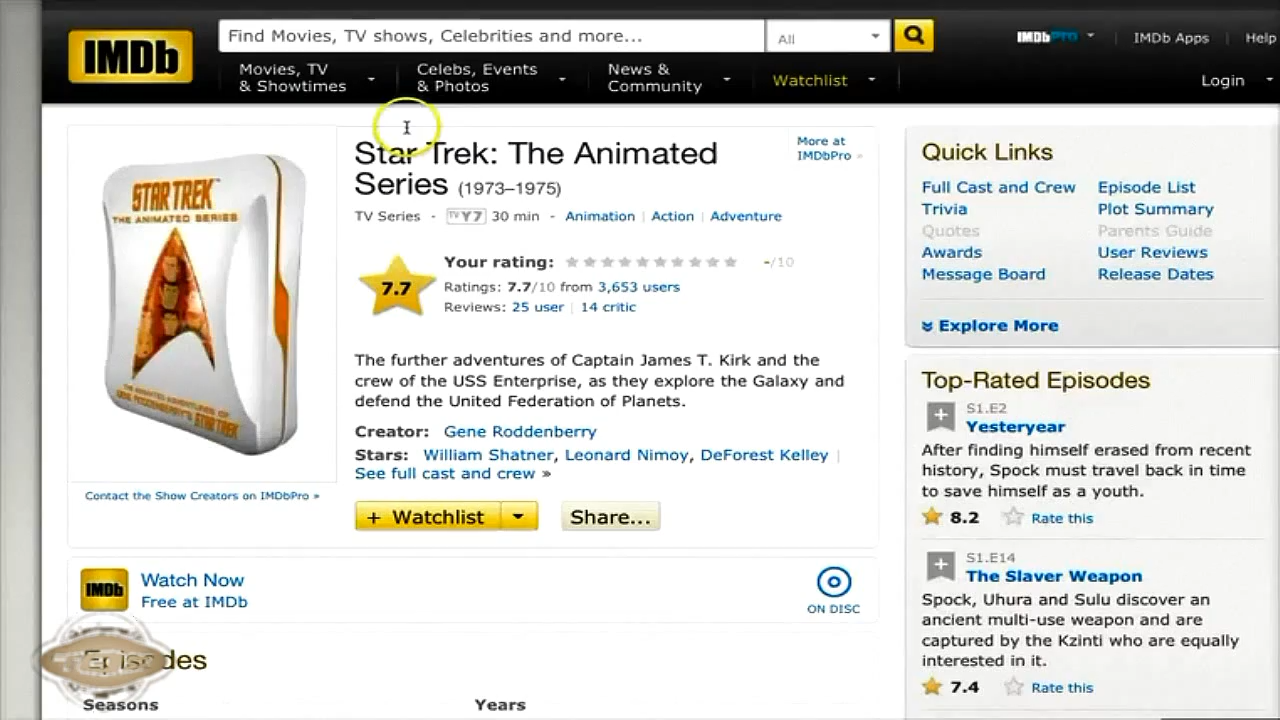 IMDb
Find Movies, TV shows, Celebrities and more...
All
IMDbPro
IMDb Apps
Help
Movies, TV
& Showtimes
Celebs, Events
& Photos
News &
Community
Watchlist
Login
STAR TREK
THE ANIMATED SERIES
THE ANIMATED ADVENTURES OF
GENE RODDENBERRY'S STAR TREK
Contact the Show Creators on IMDbPro »
Star Trek: The Animated
Series (1973–1975)
More at
IMDbPro »
TV Series - TV Y7 30 min - Animation | Action | Adventure
7.7
Your rating: -/10
Ratings: 7.7/10 from 3,653 users
Reviews: 25 user | 14 critic
The further adventures of Captain James T. Kirk and the
crew of the USS Enterprise, as they explore the Galaxy and
defend the United Federation of Planets.
Creator: Gene Roddenberry
Stars: William Shatner, Leonard Nimoy, DeForest Kelley |
See full cast and crew »
+ Watchlist
Share...
IMDb
Watch Now
Free at IMDb
ON DISC
Episodes
Seasons
Years
Quick Links
Full Cast and Crew
Episode List
Trivia
Plot Summary
Quotes
Parents Guide
Awards
User Reviews
Message Board
Release Dates
Explore More
Top-Rated Episodes
S1.E2
Yesteryear
After finding himself erased from recent
history, Spock must travel back in time
to save himself as a youth.
8.2 Rate this
S1.E14
The Slaver Weapon
Spock, Uhura and Sulu discover an
ancient multi-use weapon and are
captured by the Kzinti who are equally
interested in it.
7.4 Rate this